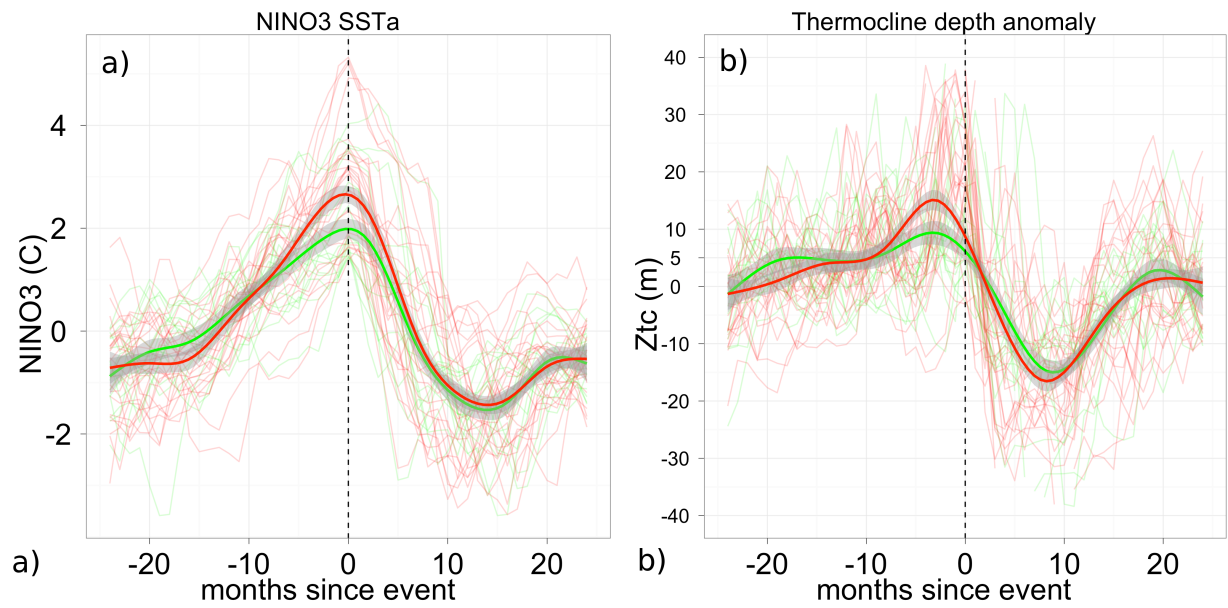 NINO3 SSTa
a)
NINO3 (C)
4
2
0
-2
-20 -10 0 10 20
a)
months since event
Thermocline depth anomaly
b)
Ztc (m)
40
30
20
10
5
0
-10
-20
-30
-40
-20 -10 0 10 20
b)
months since event